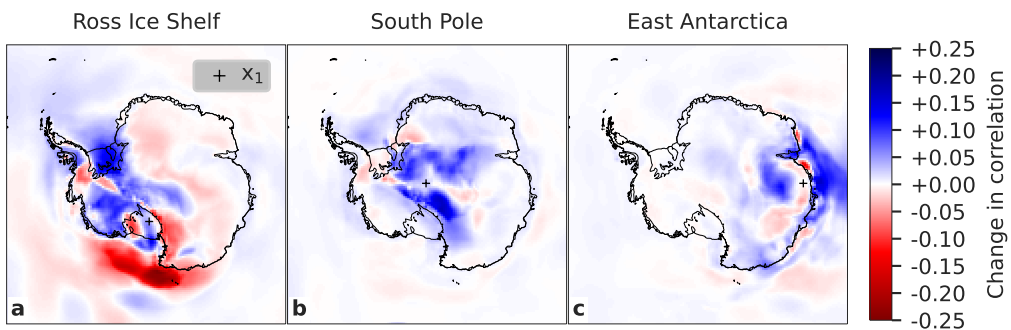 Ross Ice Shelf
South Pole
East Antarctica
+ x₁
a
b
c
+0.25
+0.20
+0.15
+0.10
+0.05
+0.00
-0.05
-0.10
-0.15
-0.20
-0.25
Change in correlation